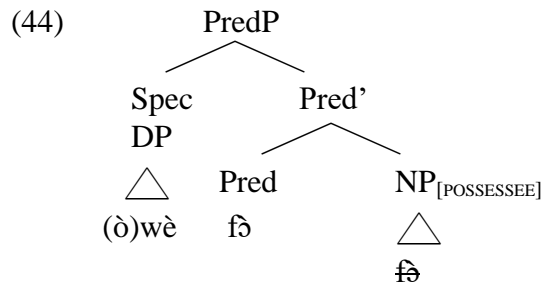 (44) PredP
Spec Pred’
DP
Pred NP[POSSESSEE]
(ò)wè fɔ̀
fɔ̀